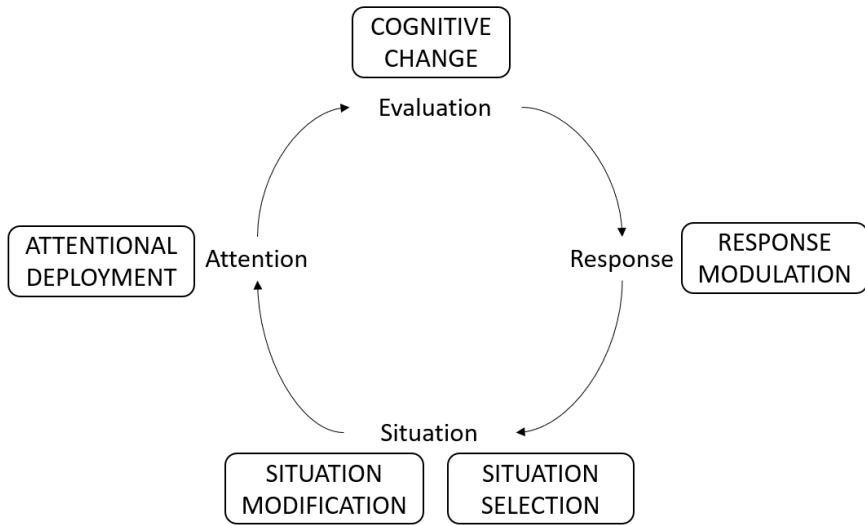 COGNITIVE
CHANGE
Evaluation
ATTENTIONAL
DEPLOYMENT
Attention
Response
RESPONSE
MODULATION
Situation
SITUATION
MODIFICATION
SITUATION
SELECTION